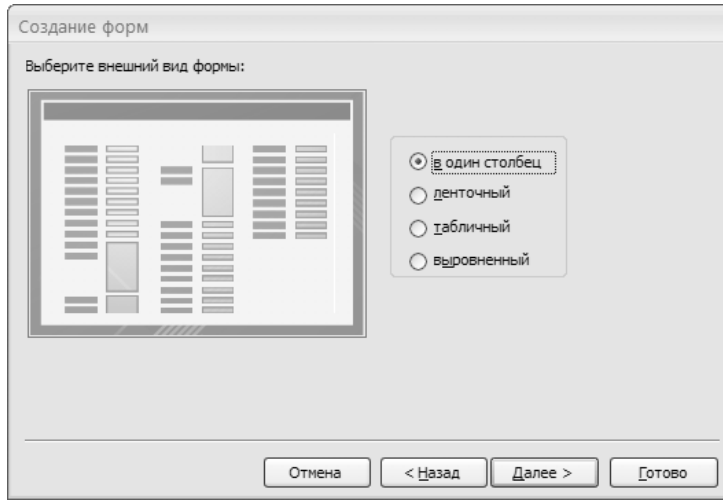 Создание форм
Выберите внешний вид формы:
в один столбец
ленточный
табличный
выровненный
Отмена
< Назад
Далее >
Готово